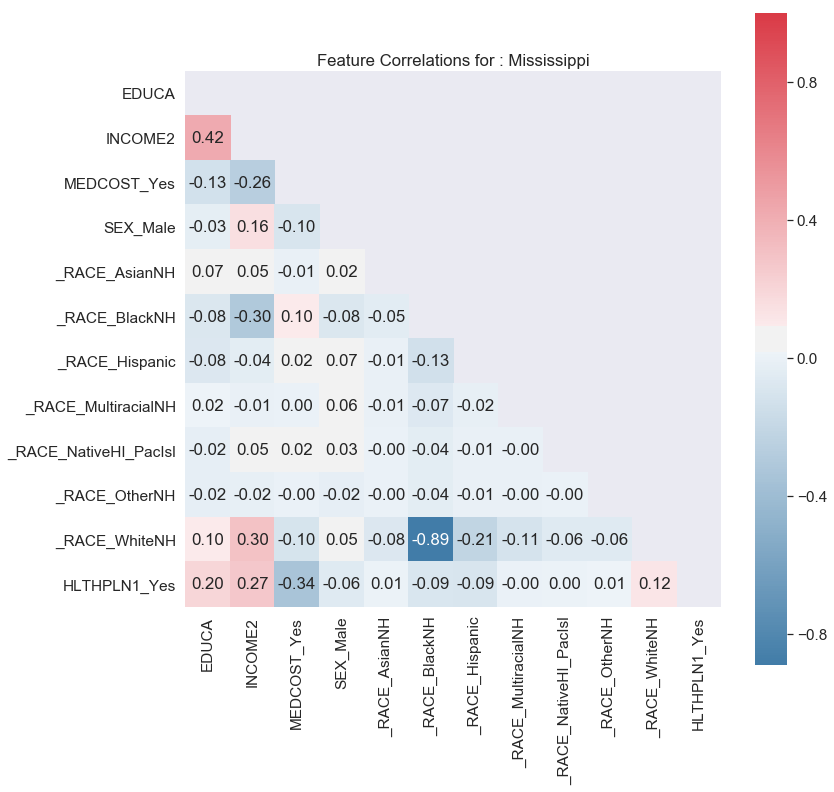 Feature Correlations for : Mississippi
EDUCA
INCOME2 0.42
MEDCOST_Yes -0.13 -0.26
SEX_Male -0.03 0.16 -0.10
_RACE_AsianNH 0.07 0.05 -0.01 0.02
_RACE_BlackNH -0.08 -0.30 0.10 -0.08 -0.05
_RACE_Hispanic -0.08 -0.04 0.02 0.07 -0.01 -0.13
_RACE_MultiracialNH 0.02 -0.01 0.00 0.06 -0.01 -0.07 -0.02
_RACE_NativeHI_PacIsl -0.02 0.05 0.02 0.03 -0.00 -0.04 -0.01 -0.00
_RACE_OtherNH -0.02 -0.02 -0.00 -0.02 -0.00 -0.04 -0.01 -0.00 -0.00
_RACE_WhiteNH 0.10 0.30 -0.10 0.05 -0.08 -0.89 -0.21 -0.11 -0.06 -0.06
HLTHPLN1_Yes 0.20 0.27 -0.34 -0.06 0.01 -0.09 -0.09 -0.00 0.00 0.01 0.12
EDUCA
INCOME2
MEDCOST_Yes
SEX_Male
_RACE_AsianNH
_RACE_BlackNH
_RACE_Hispanic
_RACE_MultiracialNH
_RACE_NativeHI_PacIsl
_RACE_OtherNH
_RACE_WhiteNH
HLTHPLN1_Yes
0.8
0.4
0.0
−0.4
−0.8